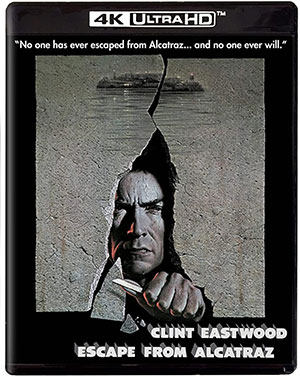 4K ULTRA HD™
"No one has ever escaped from Alcatraz... and no one ever will."
CLINT EASTWOOD
ESCAPE FROM ALCATRAZ